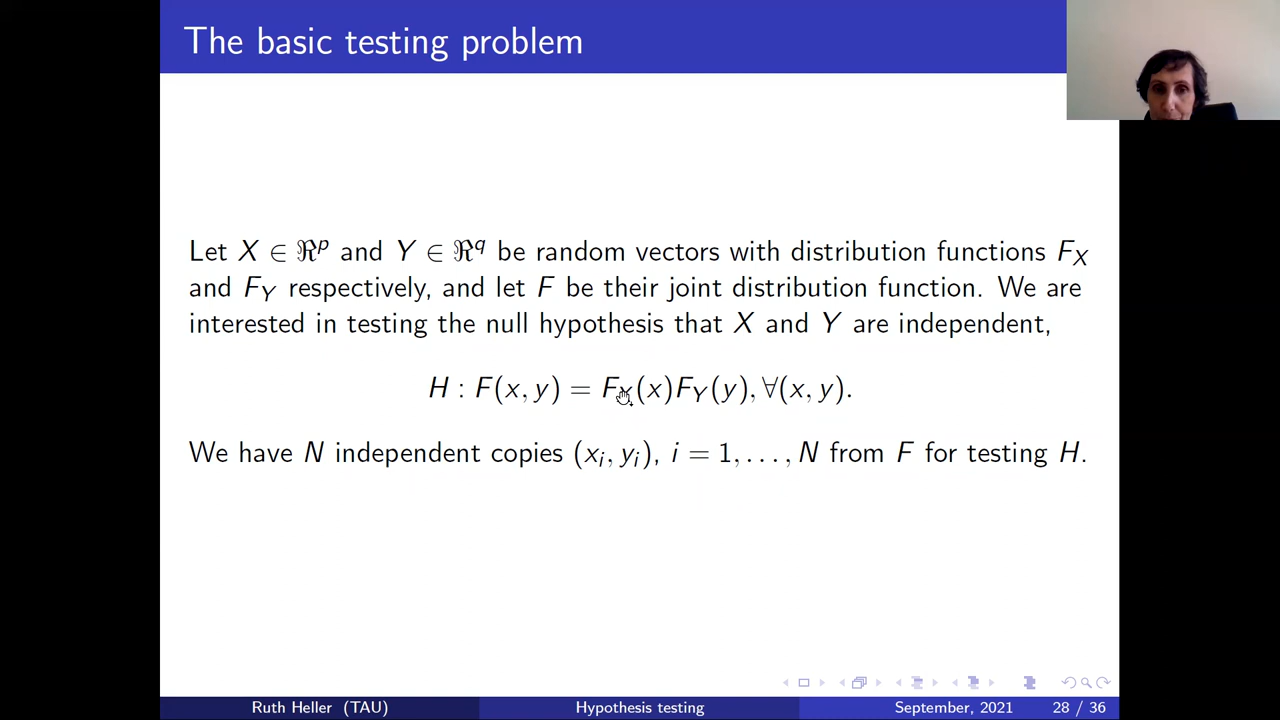 The basic testing problem
Let X ∈ ℜ^p and Y ∈ ℜ^q be random vectors with distribution functions F_X
and F_Y respectively, and let F be their joint distribution function. We are
interested in testing the null hypothesis that X and Y are independent,
H : F(x, y) = F_X(x)F_Y(y), ∀(x, y).
We have N independent copies (x_i, y_i), i = 1, . . . , N from F for testing H.
Ruth Heller (TAU) Hypothesis testing September, 2021 28 / 36